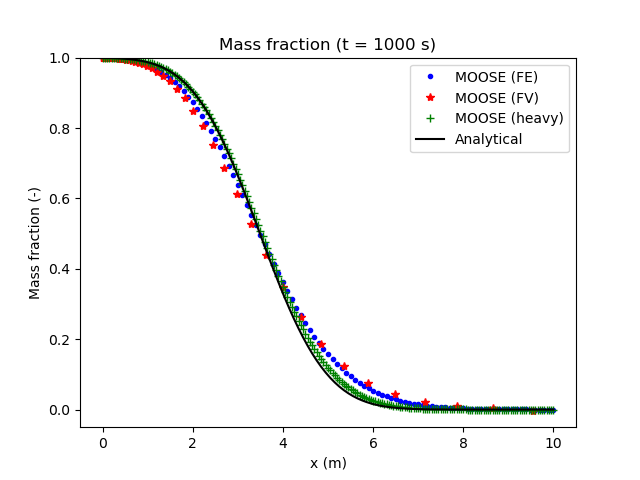 Mass fraction (t = 1000 s)
MOOSE (FE)
MOOSE (FV)
MOOSE (heavy)
Analytical
Mass fraction (-)
1.0
0.8
0.6
0.4
0.2
0.0
0 2 4 6 8 10
x (m)